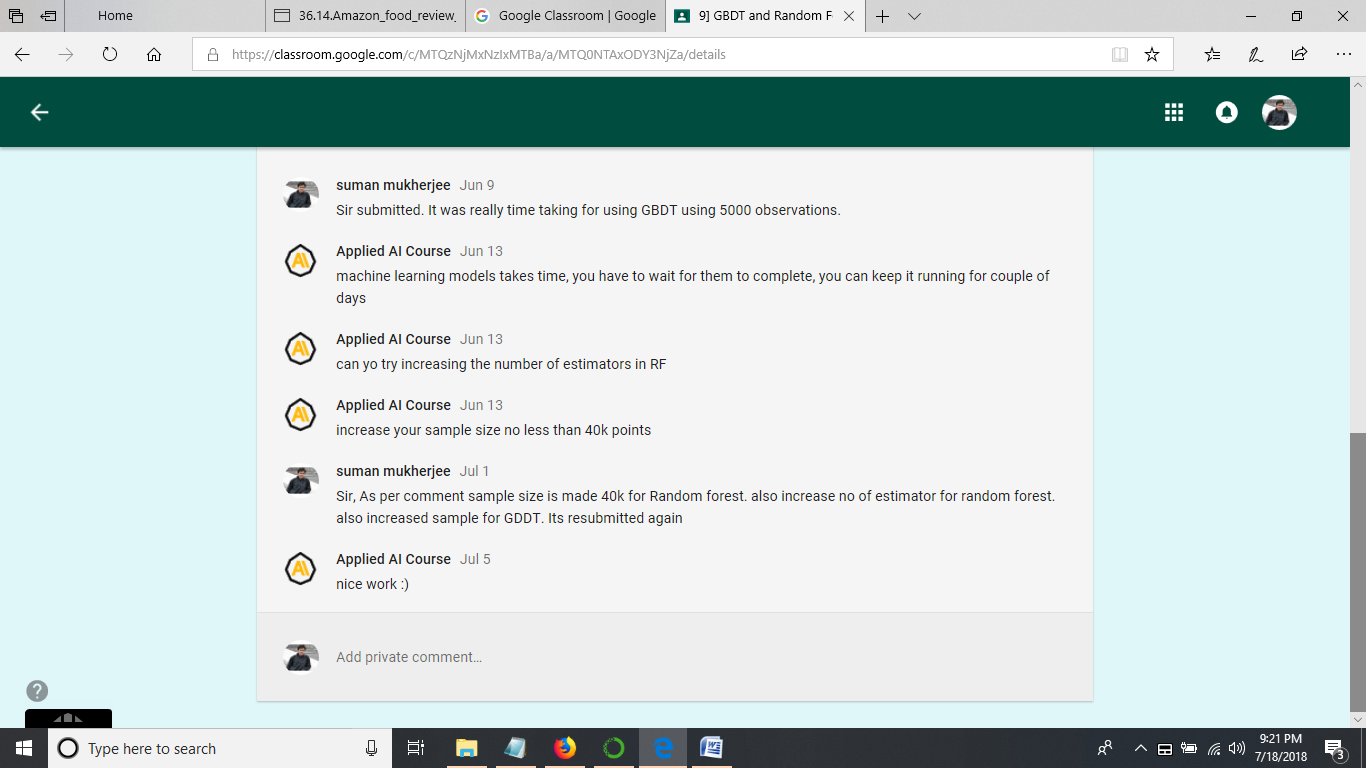 Home
36.14.Amazon_food_review_
Google Classroom | Google
9] GBDT and Random F
https://classroom.google.com/c/MTQzNjMxNzIxMTBa/a/MTQ0NTAxODY3NjZa/details
suman mukherjee Jun 9
Sir submitted. It was really time taking for using GBDT using 5000 observations.
Applied AI Course Jun 13
machine learning models takes time, you have to wait for them to complete, you can keep it running for couple of
days
Applied AI Course Jun 13
can yo try increasing the number of estimators in RF
Applied AI Course Jun 13
increase your sample size no less than 40k points
suman mukherjee Jul 1
Sir, As per comment sample size is made 40k for Random forest. also increase no of estimator for random forest.
also increased sample for GDDT. Its resubmitted again
Applied AI Course Jul 5
nice work :)
Add private comment...
Type here to search
9:21 PM
7/18/2018
3